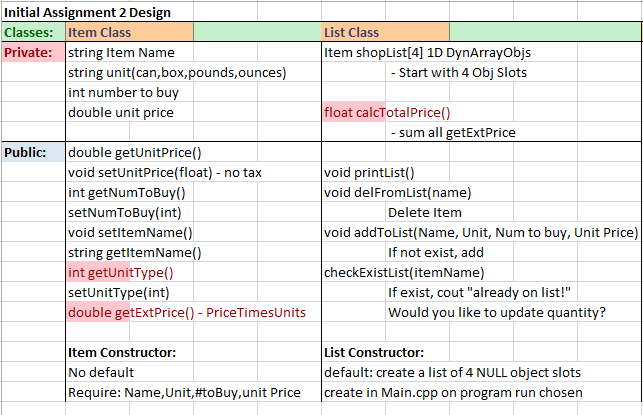 Initial Assignment 2 Design
Classes: Item Class List Class
Private: string Item Name Item shopList[4] 1D DynArrayObjs
string unit(can,box,pounds,ounces) - Start with 4 Obj Slots
int number to buy
double unit price float calcTotalPrice()
- sum all getExtPrice
Public: double getUnitPrice()
void setUnitPrice(float) - no tax void printList()
int getNumToBuy() void delFromList(name)
setNumToBuy(int) Delete Item
void setItemName() void addToList(Name, Unit, Num to buy, Unit Price)
string getItemName() If not exist, add
int getUnitType() checkExistList(itemName)
setUnitType(int) If exist, cout "already on list!"
double getExtPrice() - PriceTimesUnits Would you like to update quantity?
Item Constructor: List Constructor:
No default default: create a list of 4 NULL object slots
Require: Name,Unit,#toBuy,unit Price create in Main.cpp on program run chosen